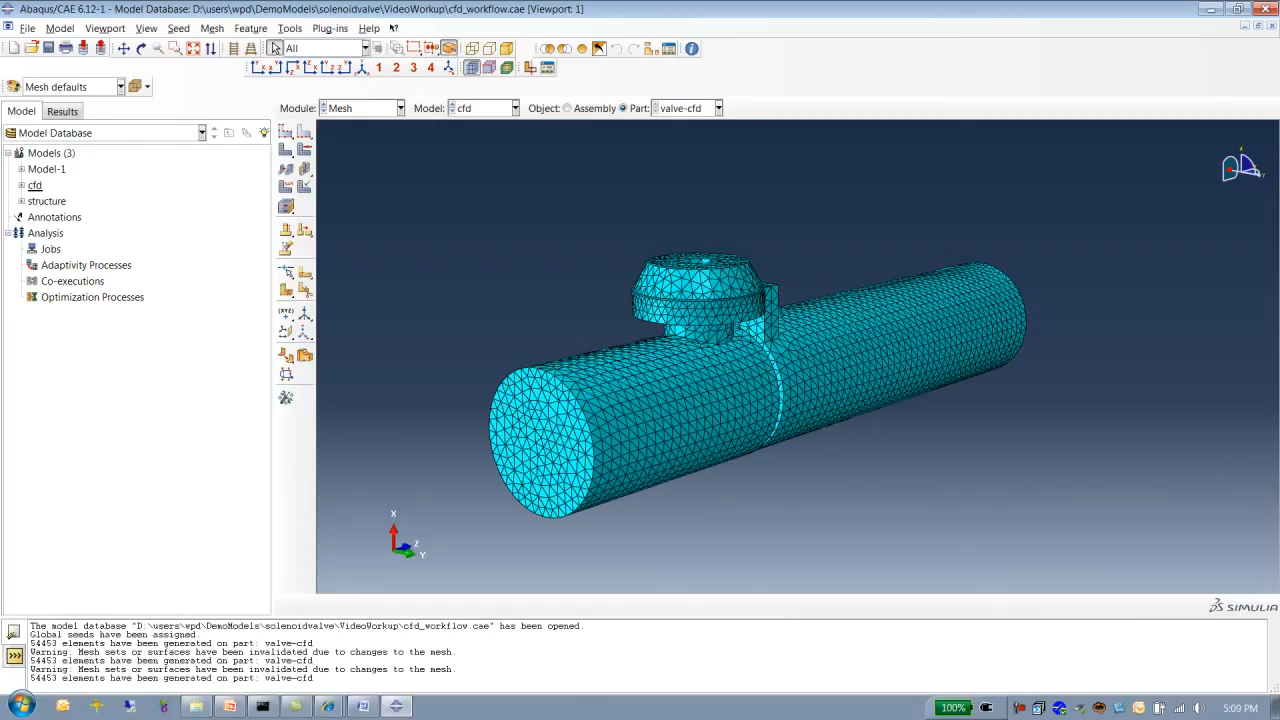 Abaqus/CAE 6.12-1 - Model Database: D:\users\wpd\DemoModels\solenoidvalve\VideoWorkup\cfd_workflow.cae [Viewport: 1]
File Model Viewport View Seed Mesh Feature Tools Plug-ins Help
All
1 2 3 4
Mesh defaults
Model Results
Module: Mesh Model: cfd Object: Assembly Part: valve-cfd
Model Database
Models (3)
Model-1
cfd
structure
Annotations
Analysis
Jobs
Adaptivity Processes
Co-executions
Optimization Processes
X
Y
X
Z
Y
SIMULIA
The model database "D:\users\wpd\DemoModels\solenoidvalve\VideoWorkup\cfd_workflow.cae" has been opened.
Global seeds have been assigned.
54453 elements have been generated on part: valve-cfd
Warning: Mesh sets or surfaces have been invalidated due to changes to the mesh.
54453 elements have been generated on part: valve-cfd
Warning: Mesh sets or surfaces have been invalidated due to changes to the mesh.
54453 elements have been generated on part: valve-cfd
100%
5:09 PM